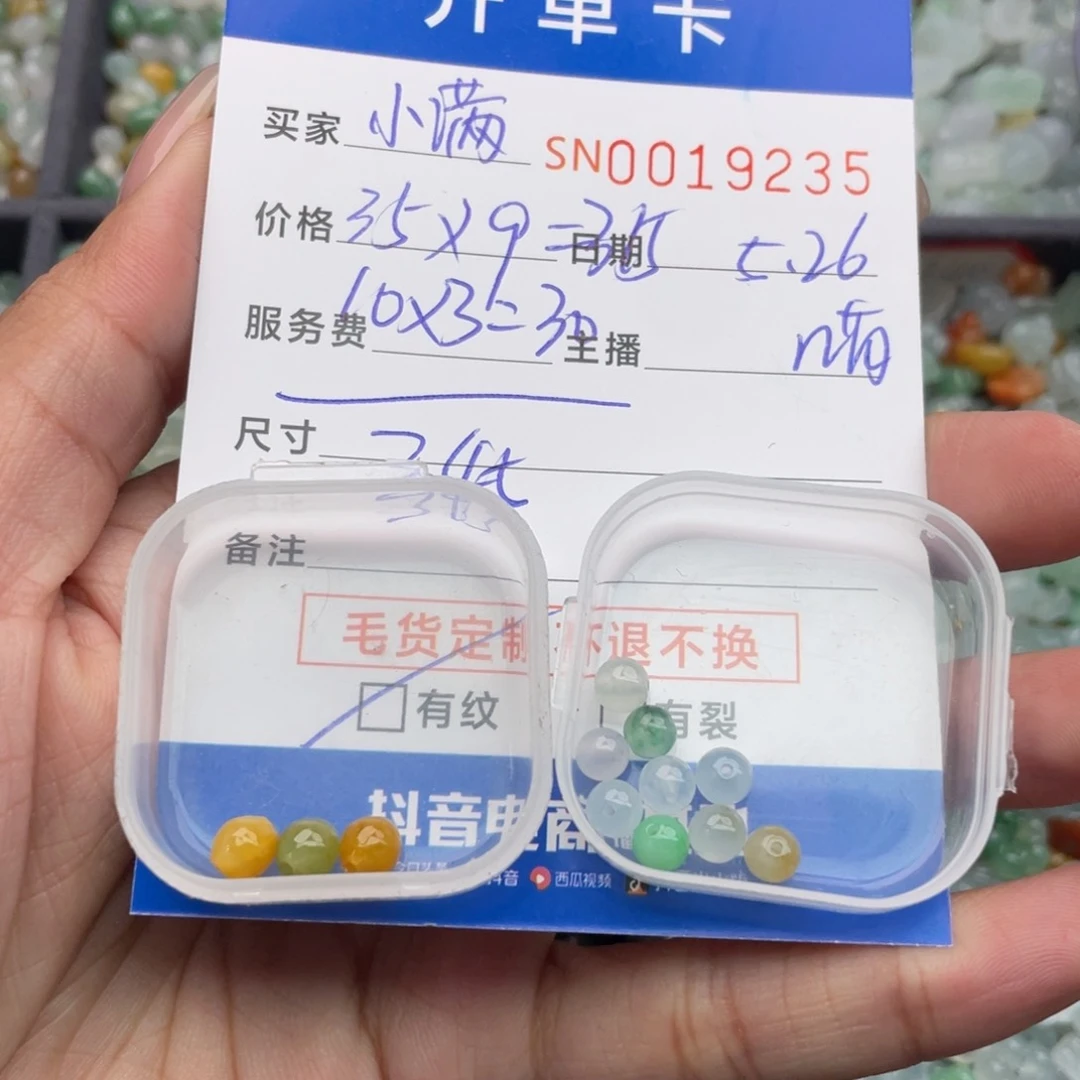 开单卡
买家 小满
SN0019235
价格 35×9=315 日期 5.26
服务费 10×3=30 主播
尺寸
备注
毛货定制 不退不换
有纹 有裂
抖音电商
抖音 西瓜视频